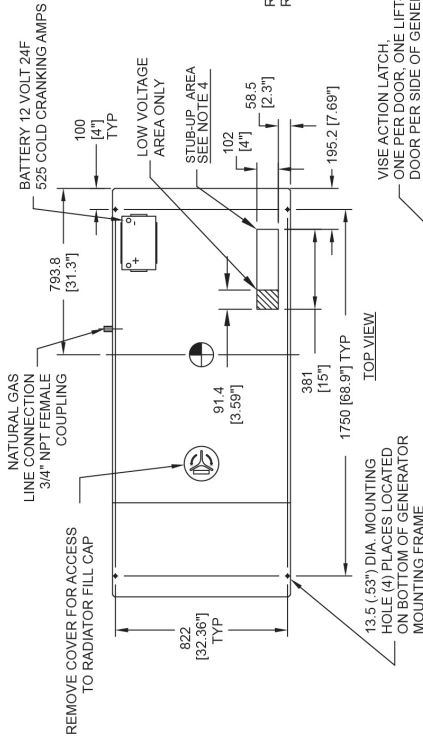 BATTERY 12 VOLT 24F
525 COLD CRANKING AMPS
100
[4"]
TYP
LOW VOLTAGE
AREA ONLY
STUB-UP AREA
SEE NOTE 4
102
[4"]
58.5
[2.3"]
195.2 [7.69"]
793.8
[31.3"]
NATURAL GAS
LINE CONNECTION
3/4" NPT FEMALE
COUPLING
+
-
91.4
[3.59"]
381
[15"]
1750 [68.9"] TYP
TOP VIEW
REMOVE COVER FOR ACCESS
TO RADIATOR FILL CAP
822
[32.36"]
TYP
13.5 (.53") DIA. MOUNTING
HOLE (4) PLACES LOCATED
ON BOTTOM OF GENERATOR
MOUNTING FRAME
VISE ACTION LATCH,
ONE PER DOOR, ONE LIFT-
DOOR PER SIDE OF GENE